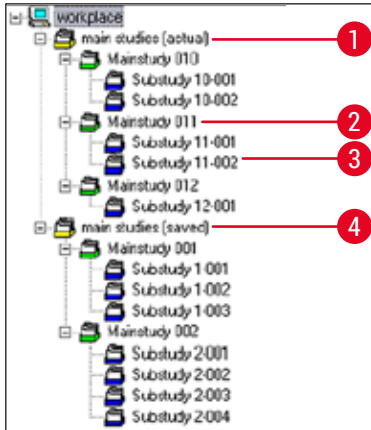 workplace
main studies (actual) 1
Mainstudy 010
Substudy 10-001
Substudy 10-002
Mainstudy 011 2
Substudy 11-001
Substudy 11-002 3
Mainstudy 012
Substudy 12-001
main studies (saved) 4
Mainstudy 001
Substudy 1-001
Substudy 1-002
Substudy 1-003
Mainstudy 002
Substudy 2-001
Substudy 2-002
Substudy 2-003
Substudy 2-004